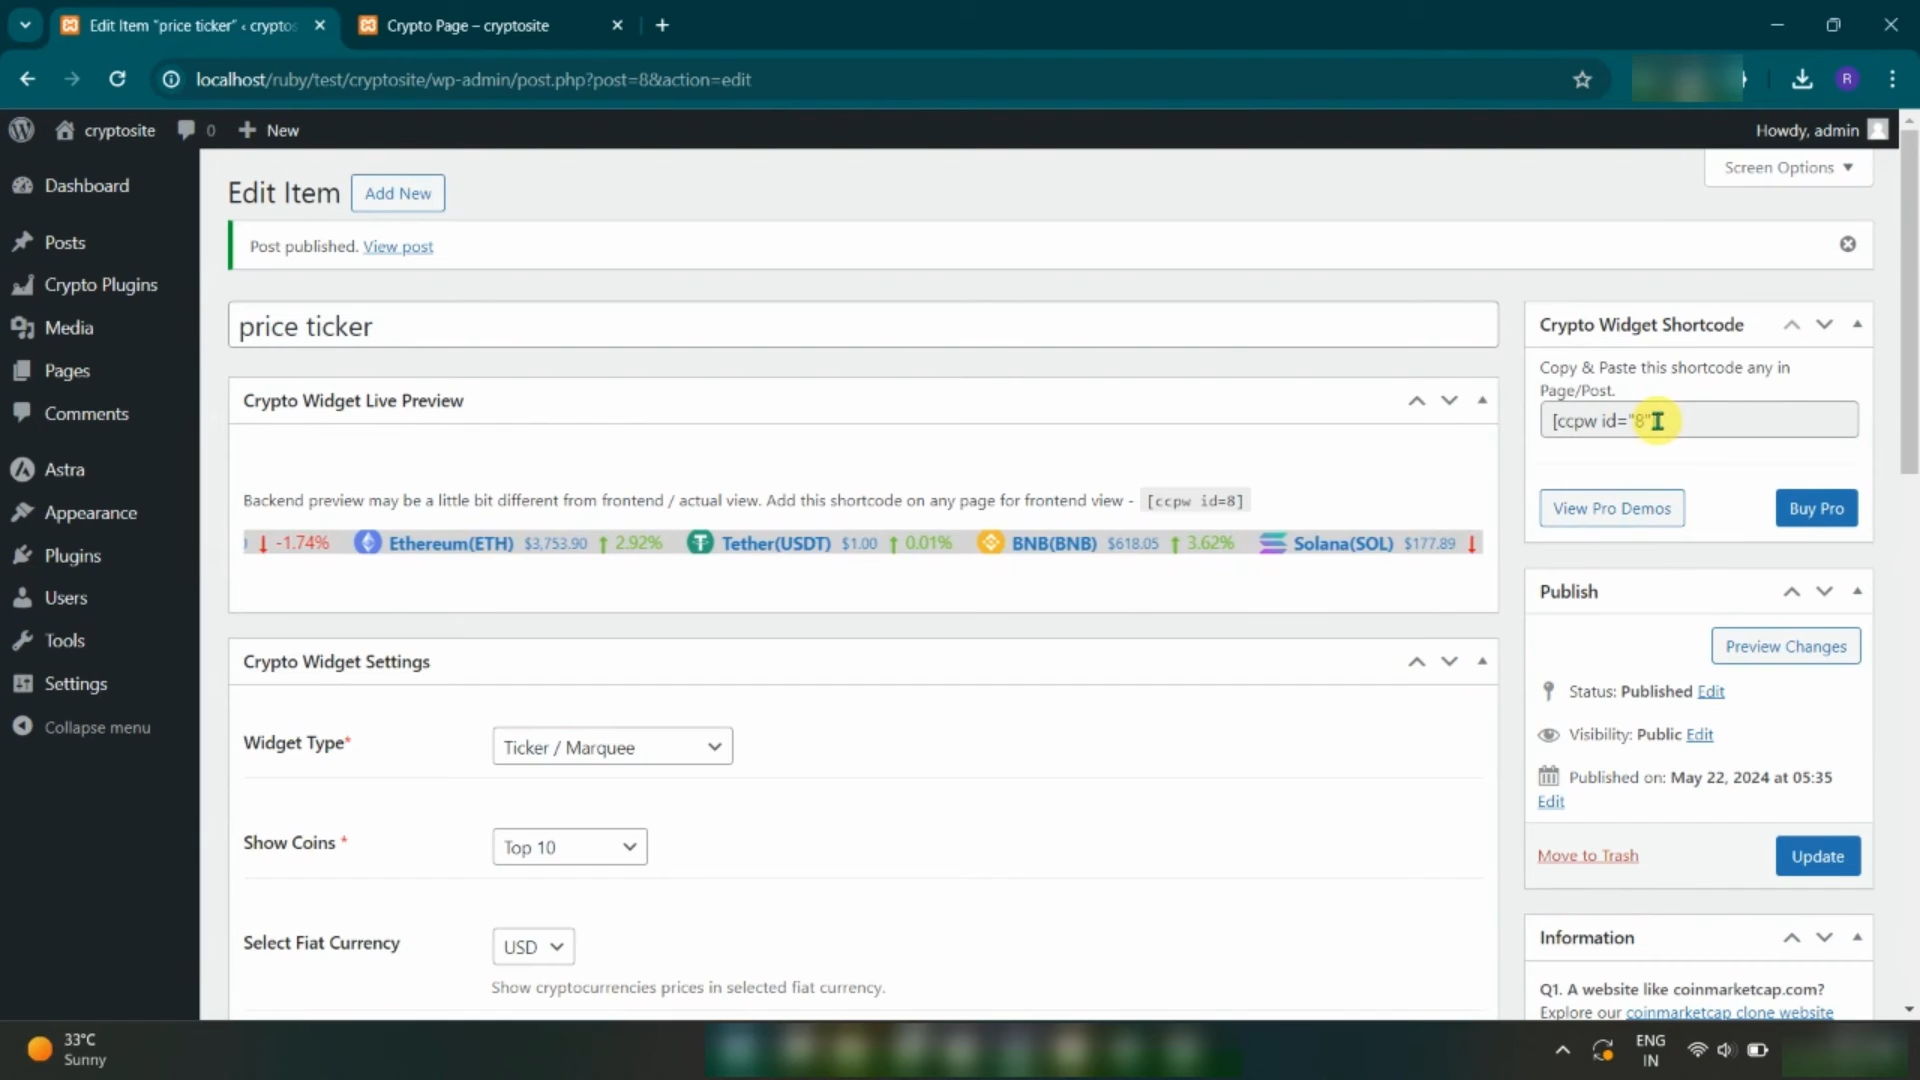 Edit Item "price ticker" ‹ cryptos
Crypto Page – cryptosite
localhost/ruby/test/cryptosite/wp-admin/post.php?post=8&action=edit
R
cryptosite
0
New
Howdy, admin
Screen Options
Dashboard
Posts
Crypto Plugins
Media
Pages
Comments
Astra
Appearance
Plugins
Users
Tools
Settings
Collapse menu
Edit Item
Add New
Post published. View post
price ticker
Crypto Widget Live Preview
Backend preview may be a little bit different from frontend / actual view. Add this shortcode on any page for frontend view - [ccpw id=8]
-1.74% Ethereum(ETH) $3,753.90 2.92% Tether(USDT) $1.00 0.01% BNB(BNB) $618.05 3.62% Solana(SOL) $177.89
Crypto Widget Settings
Widget Type*
Ticker / Marquee
Show Coins *
Top 10
Select Fiat Currency
USD
Show cryptocurrencies prices in selected fiat currency.
Crypto Widget Shortcode
Copy & Paste this shortcode any in
Page/Post.
[ccpw id="8"
View Pro Demos
Buy Pro
Publish
Preview Changes
Status: Published Edit
Visibility: Public Edit
Published on: May 22, 2024 at 05:35
Edit
Move to Trash
Update
Information
Q1. A website like coinmarketcap.com?
Explore our coinmarketcap clone website
33°C
Sunny
ENG
IN